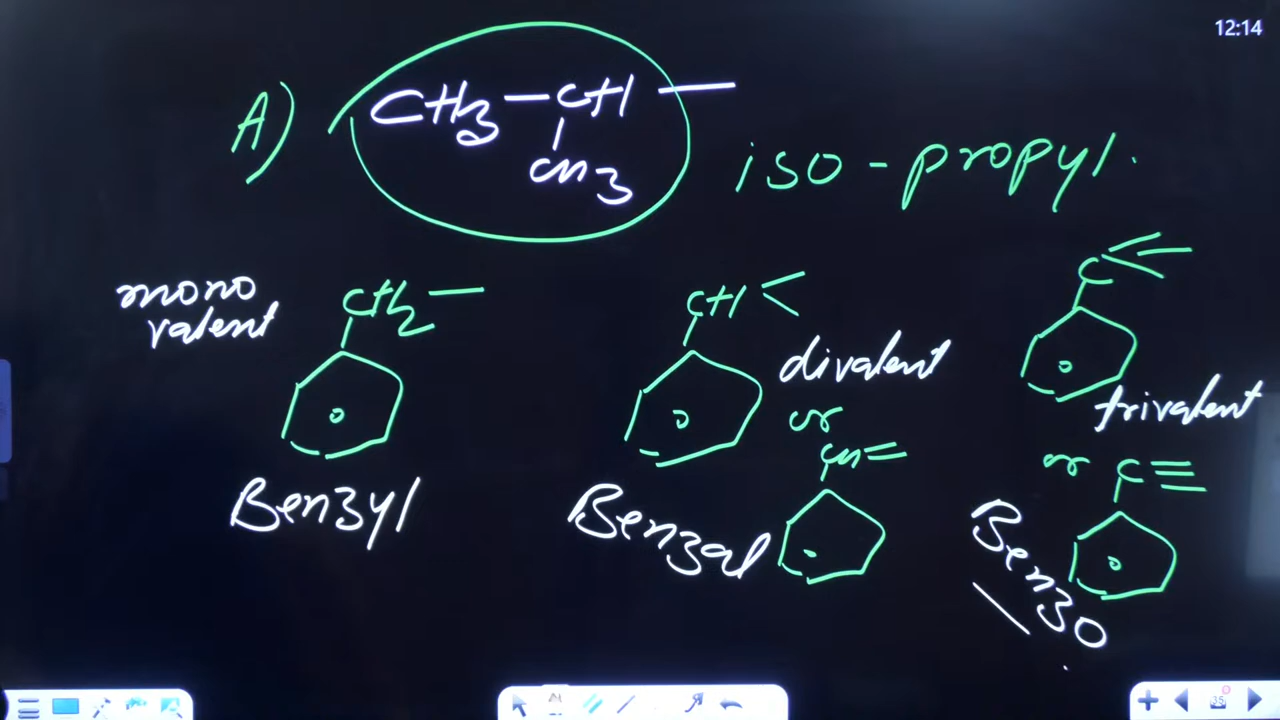 12:14
A) CH3-CH-
CH3
iso-propyl.
mono
valent
CH2-
Benzyl
CH<
divalent
or
CH=
Benzal
C
trivalent
or C≡
Benzo
35